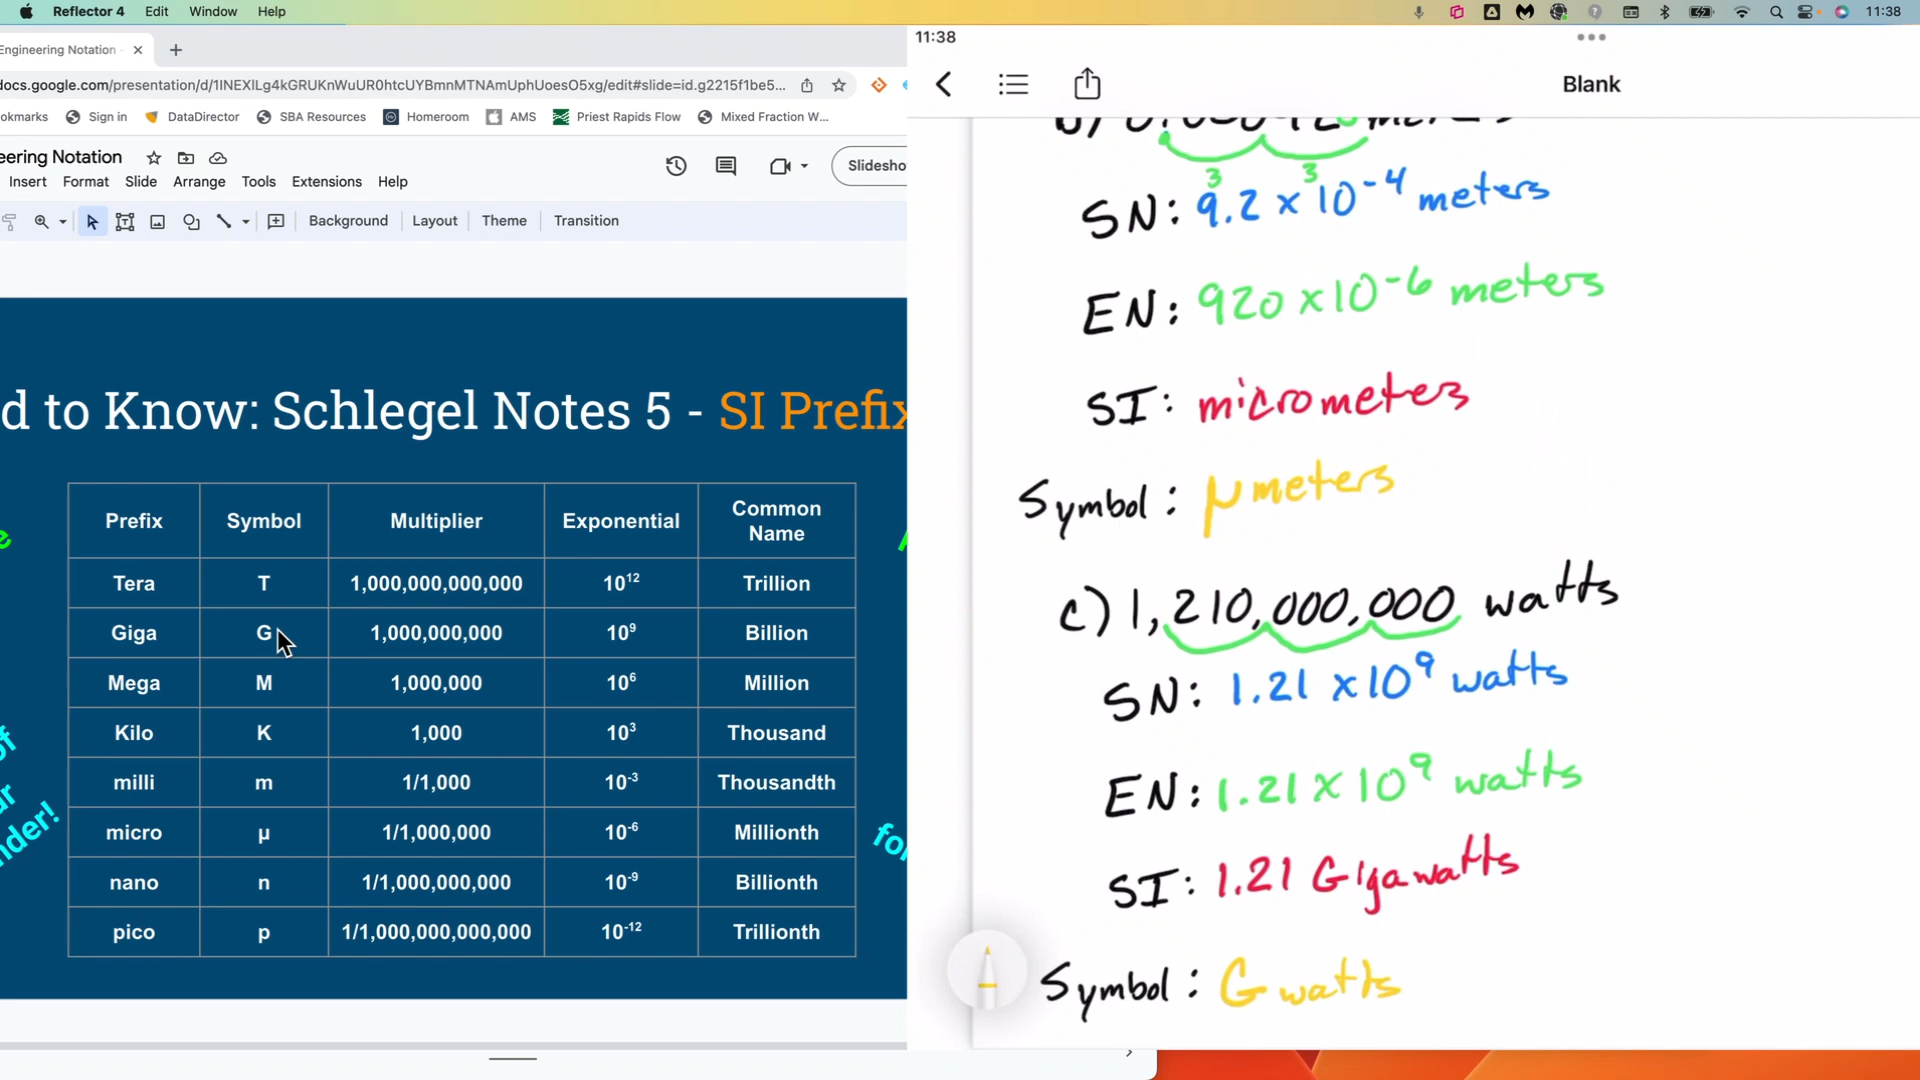 Reflector 4 Edit Window Help 11:38
Engineering Notation
docs.google.com/presentation/d/1INEXlLg4kGRUKnWuUR0htcUYBmnMTNAmUphUoesO5xg/edit#slide=id.g2215f1be5...
okmarks Sign in DataDirector SBA Resources Homeroom AMS Priest Rapids Flow Mixed Fraction W...
eering Notation
Slidesho
Insert Format Slide Arrange Tools Extensions Help
Background Layout Theme Transition
d to Know: Schlegel Notes 5 - SI Prefix
Prefix Symbol Multiplier Exponential Common Name
Tera T 1,000,000,000,000 10¹² Trillion
Giga G 1,000,000,000 10⁹ Billion
Mega M 1,000,000 10⁶ Million
Kilo K 1,000 10³ Thousand
milli m 1/1,000 10⁻³ Thousandth
micro μ 1/1,000,000 10⁻⁶ Millionth
nano n 1/1,000,000,000 10⁻⁹ Billionth
pico p 1/1,000,000,000,000 10⁻¹² Trillionth
e
of
ar
nder!
for
11:38
Blank
3 3
SN: 9.2 x 10⁻⁴ meters
EN: 920 x 10⁻⁶ meters
SI: micrometers
Symbol: μmeters
c) 1,210,000,000 watts
SN: 1.21 x 10⁹ watts
EN: 1.21 x 10⁹ watts
SI: 1.21 Gigawatts
Symbol: G watts